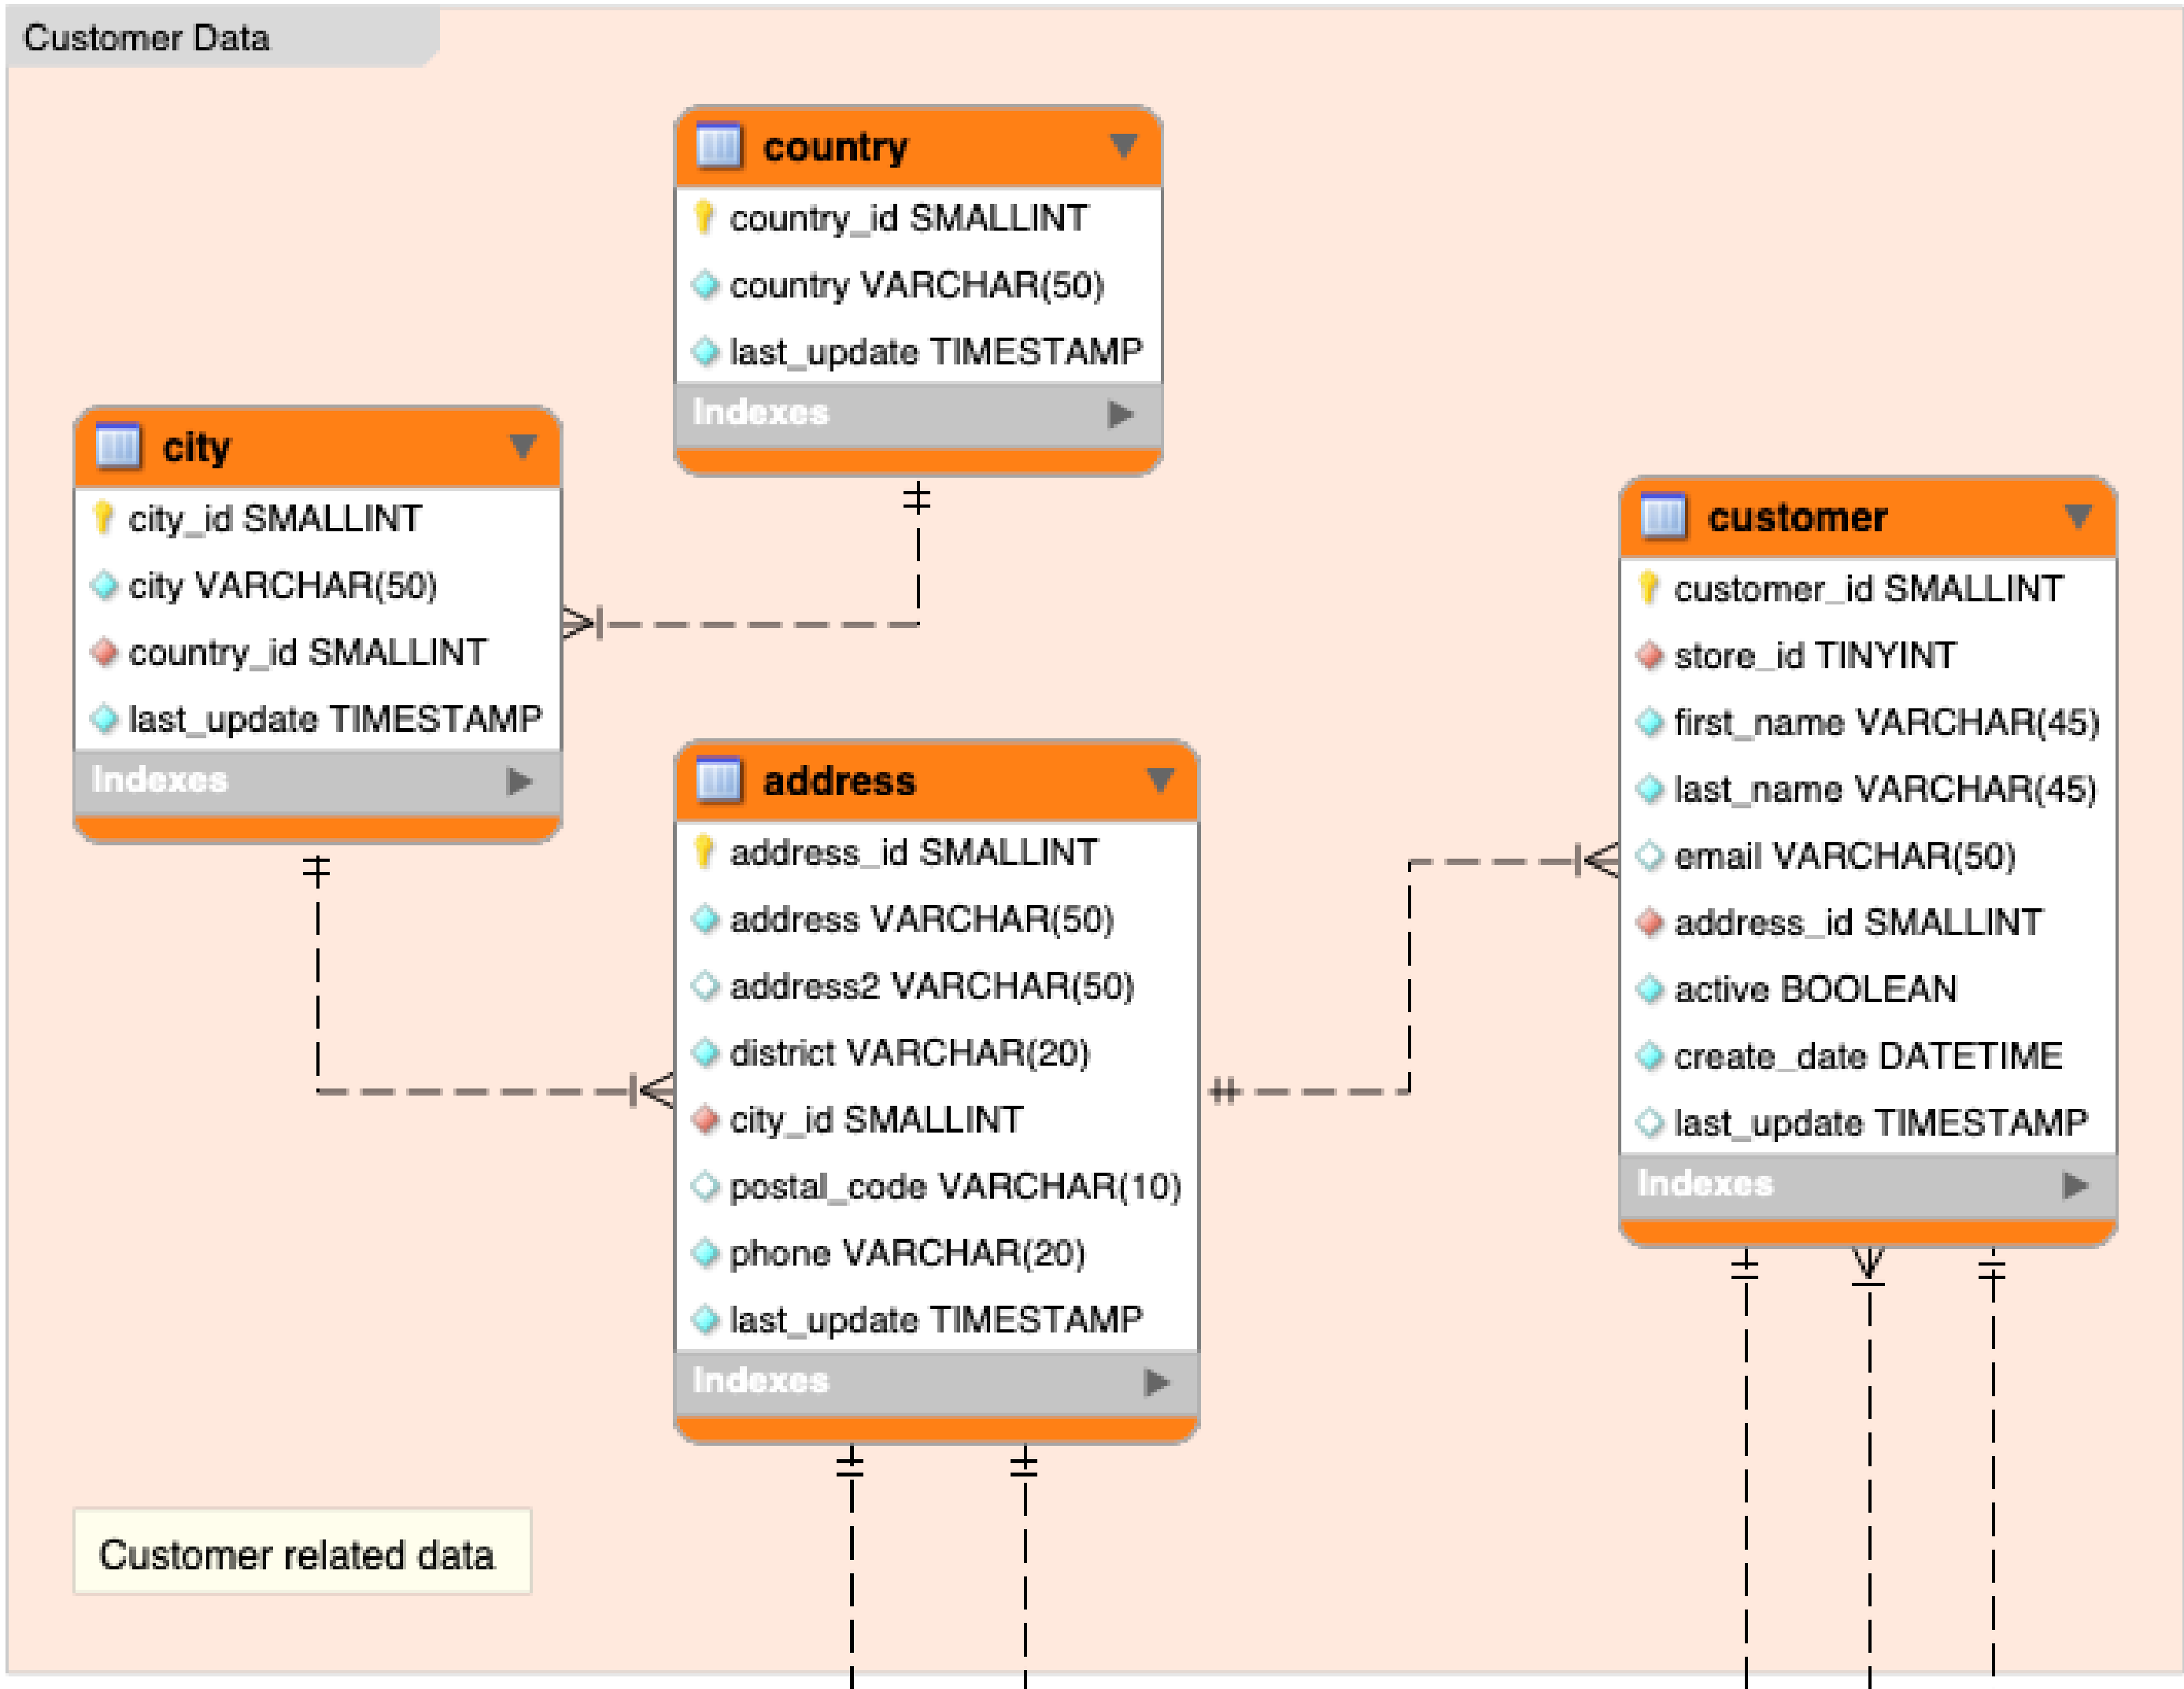 Customer Data
country
country_id SMALLINT
country VARCHAR(50)
last_update TIMESTAMP
Indexes
city
city_id SMALLINT
city VARCHAR(50)
country_id SMALLINT
last_update TIMESTAMP
Indexes
customer
customer_id SMALLINT
store_id TINYINT
first_name VARCHAR(45)
last_name VARCHAR(45)
email VARCHAR(50)
address_id SMALLINT
active BOOLEAN
create_date DATETIME
last_update TIMESTAMP
Indexes
address
address_id SMALLINT
address VARCHAR(50)
address2 VARCHAR(50)
district VARCHAR(20)
city_id SMALLINT
postal_code VARCHAR(10)
phone VARCHAR(20)
last_update TIMESTAMP
Indexes
Customer related data